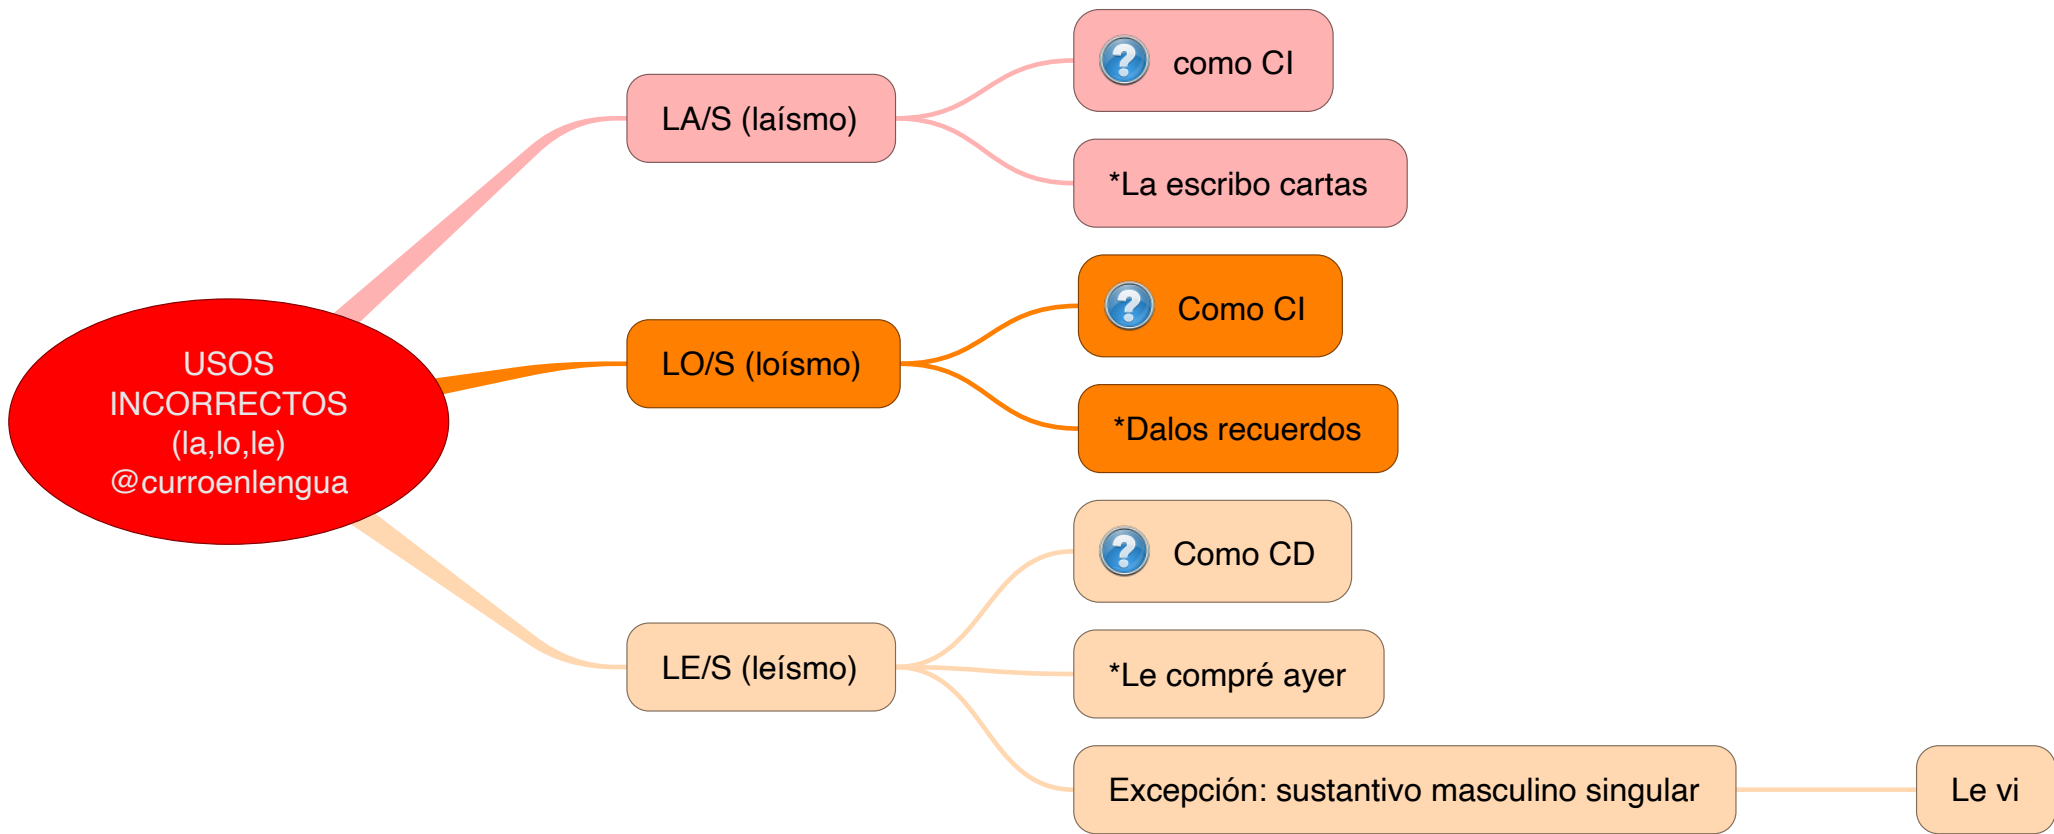 USOS
INCORRECTOS
(la,lo,le)
@curroenlengua
LA/S (laísmo)
como CI
*La escribo cartas
LO/S (loísmo)
Como CI
*Dalos recuerdos
LE/S (leísmo)
Como CD
*Le compré ayer
Excepción: sustantivo masculino singular
Le vi